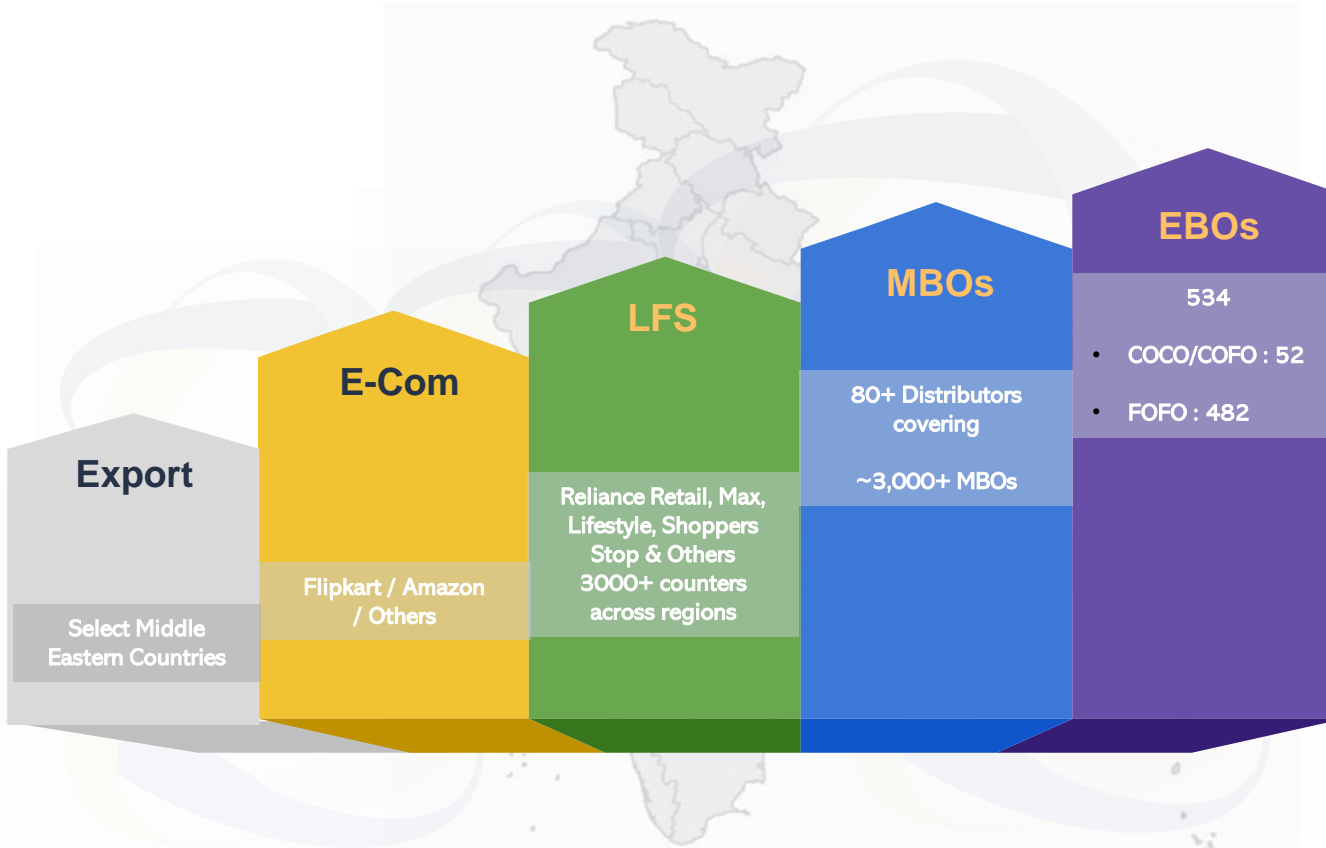 Export
Select Middle
Eastern Countries
E-Com
Flipkart / Amazon
/ Others
LFS
Reliance Retail, Max,
Lifestyle, Shoppers
Stop & Others
3000+ counters
across regions
MBOs
80+ Distributors
covering
~3,000+ MBOs
EBOs
534
• COCO/COFO : 52
• FOFO : 482